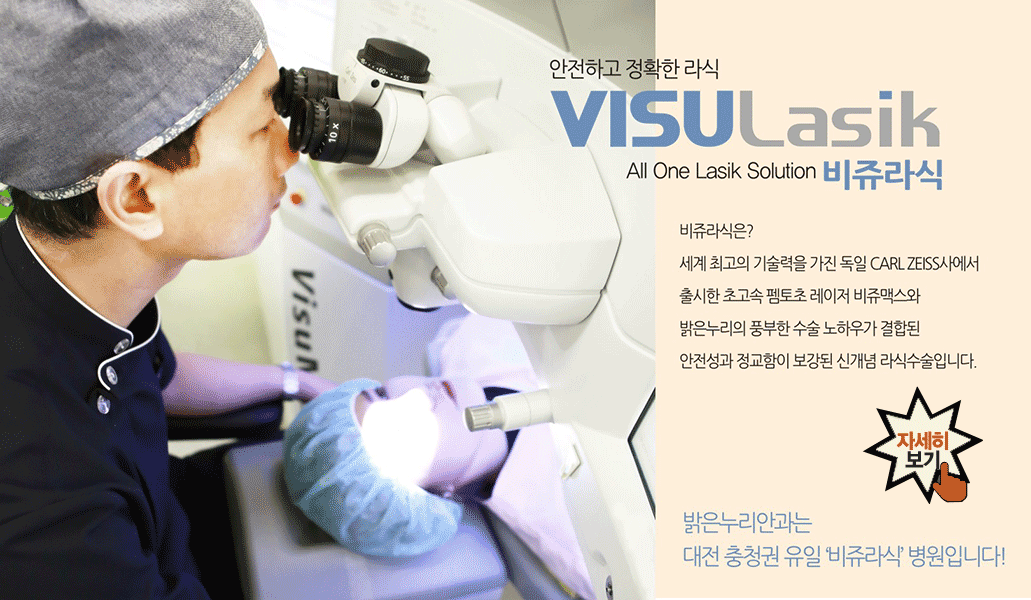 안전하고 정확한 라식
VISULasik
All One Lasik Solution 비쥬라식
비쥬라식은?
세계 최고의 기술력을 가진 독일 CARL ZEISS사에서
출시한 초고속 펨토초 레이저 비쥬맥스와
밝은누리의 풍부한 수술 노하우가 결합된
안전성과 정교함이 보강된 신개념 라식수술입니다.
자세히
보기
밝은누리안과는
대전 충청권 유일 '비쥬라식' 병원입니다!
10 x
60
55
Visu